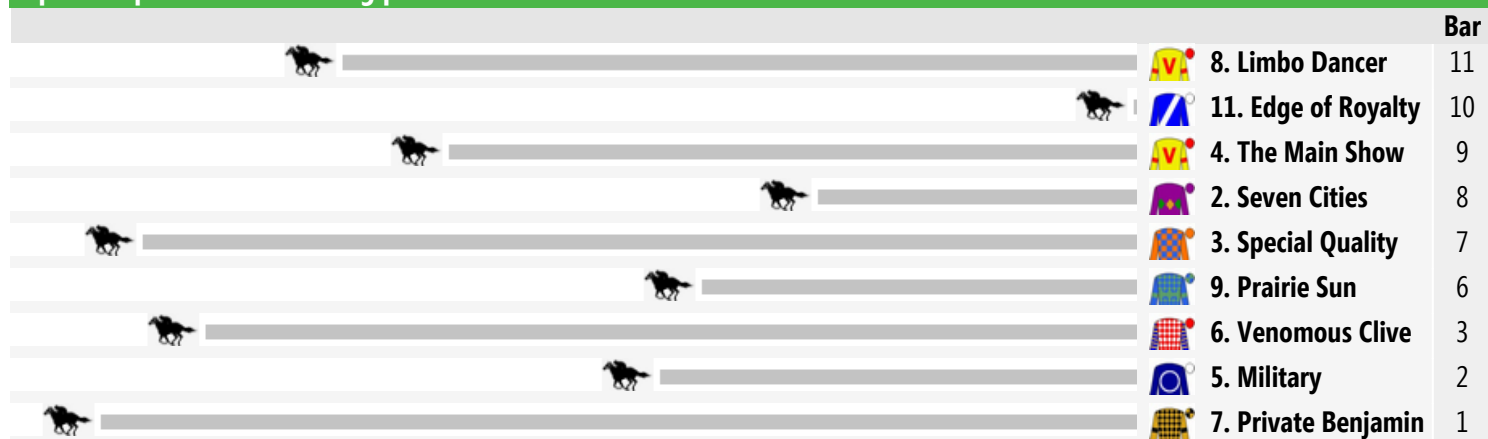 Bar
8. Limbo Dancer 11
11. Edge of Royalty 10
4. The Main Show 9
2. Seven Cities 8
3. Special Quality 7
9. Prairie Sun 6
6. Venomous Clive 3
5. Military 2
7. Private Benjamin 1